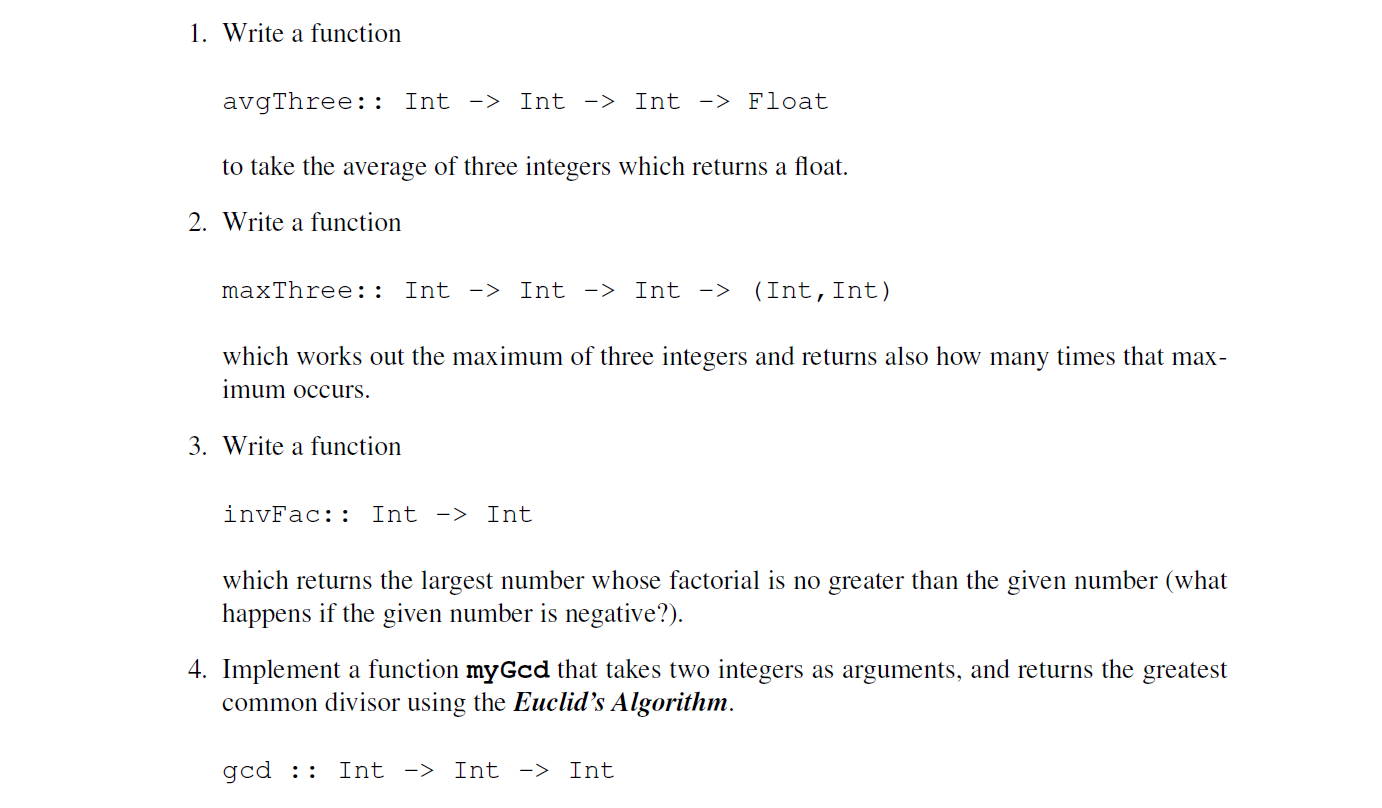 1. Write a function
avgThree:: Int -> Int -> Int -> Float
to take the average of three integers which returns a float.
2. Write a function
maxThree:: Int -> Int -> Int -> (Int,Int)
which works out the maximum of three integers and returns also how many times that max-
imum occurs.
3. Write a function
invFac:: Int -> Int
which returns the largest number whose factorial is no greater than the given number (what
happens if the given number is negative?).
4. Implement a function myGcd that takes two integers as arguments, and returns the greatest
common divisor using the Euclid’s Algorithm.
gcd :: Int -> Int -> Int